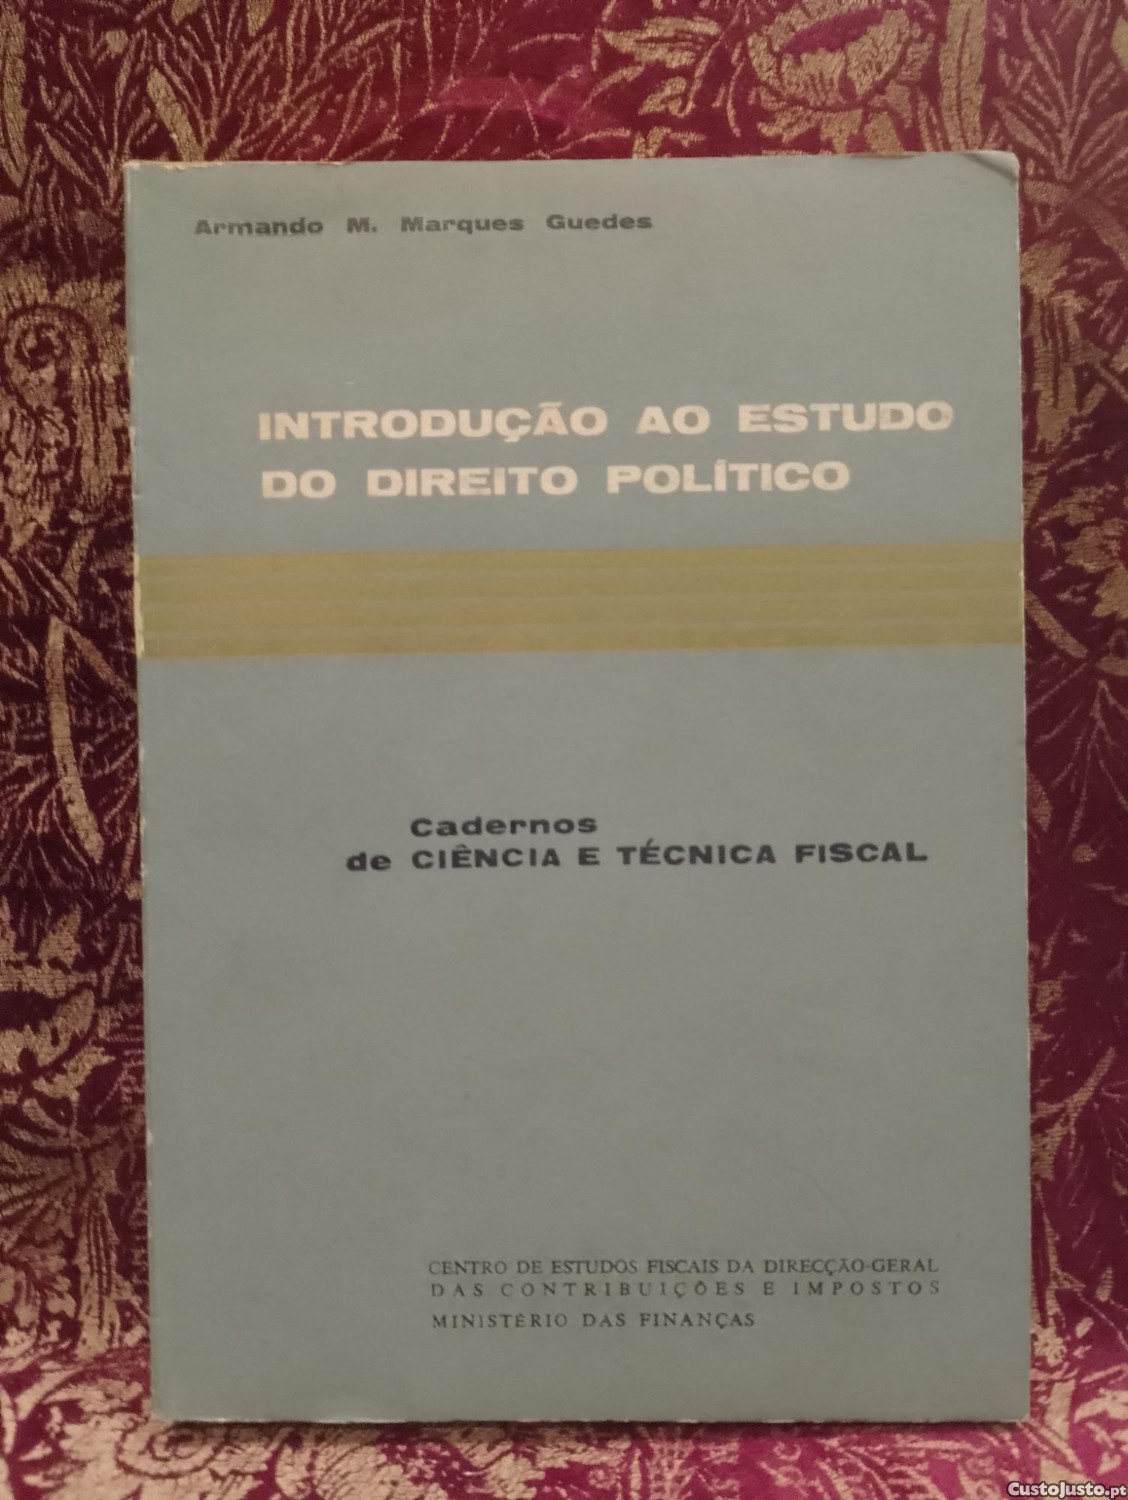 Armando M. Marques Guedes
INTRODUÇÃO AO ESTUDO
DO DIREITO POLÍTICO
Cadernos
de CIÊNCIA E TÉCNICA FISCAL
CENTRO DE ESTUDOS FISCAIS DA DIRECÇÃO-GERAL
DAS CONTRIBUIÇÕES E IMPOSTOS
MINISTÉRIO DAS FINANÇAS
CustoJusto.pt